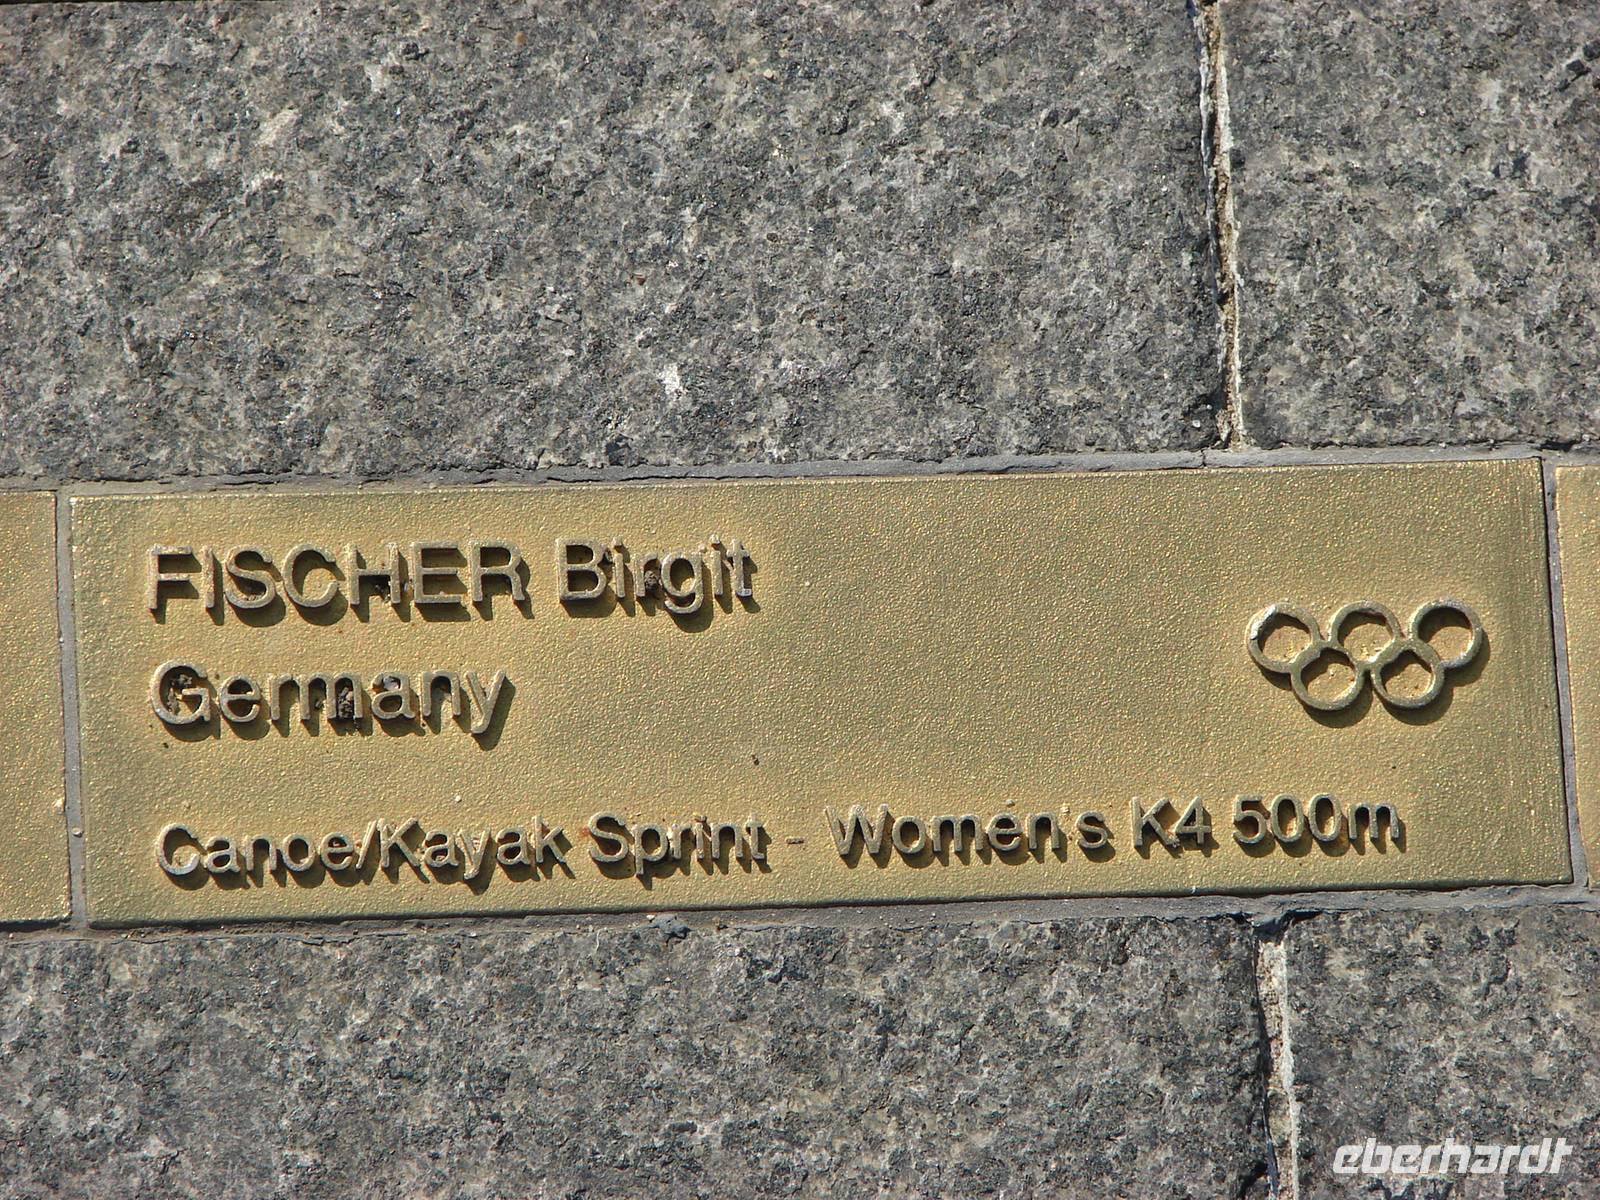 FISCHER Birgit
Germany
Canoe/Kayak Sprint - Women's K4 500m
eberhardt